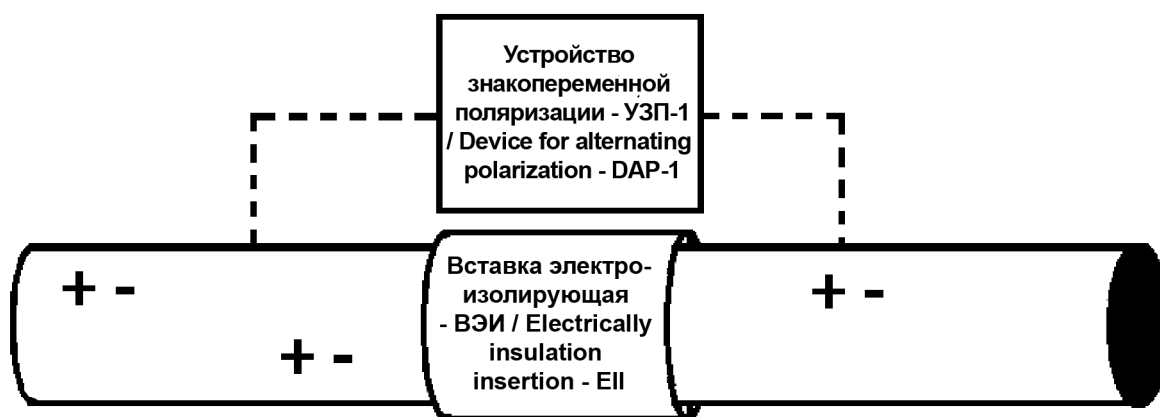 Устройство
знакопеременной
поляризации - УЗП-1
/ Device for alternating
polarization - DAP-1
Вставка электро-
изолирующая
- ВЭИ / Electrically
insulation
insertion - EII
+ -
+ -
+ -